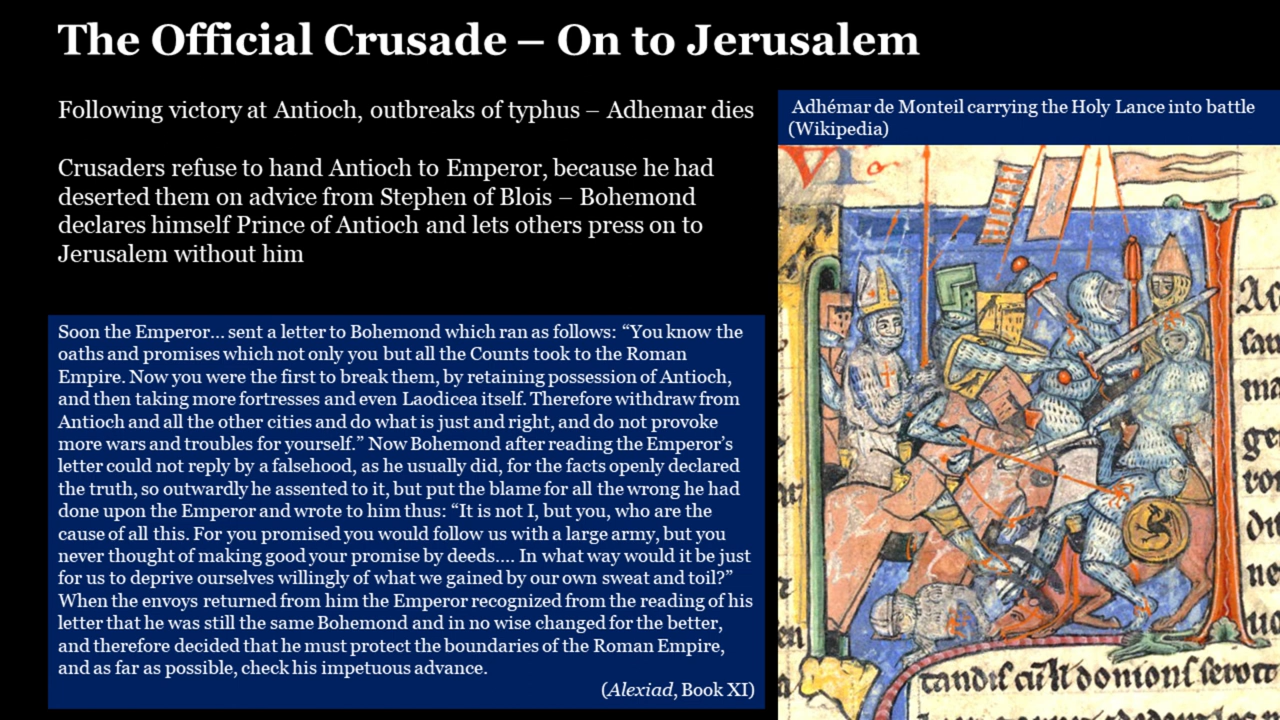 The Official Crusade – On to Jerusalem
Following victory at Antioch, outbreaks of typhus – Adhemar dies
Crusaders refuse to hand Antioch to Emperor, because he had
deserted them on advice from Stephen of Blois – Bohemond
declares himself Prince of Antioch and lets others press on to
Jerusalem without him
Soon the Emperor... sent a letter to Bohemond which ran as follows: “You know the
oaths and promises which not only you but all the Counts took to the Roman
Empire. Now you were the first to break them, by retaining possession of Antioch,
and then taking more fortresses and even Laodicea itself. Therefore withdraw from
Antioch and all the other cities and do what is just and right, and do not provoke
more wars and troubles for yourself.” Now Bohemond after reading the Emperor’s
letter could not reply by a falsehood, as he usually did, for the facts openly declared
the truth, so outwardly he assented to it, but put the blame for all the wrong he had
done upon the Emperor and wrote to him thus: “It is not I, but you, who are the
cause of all this. For you promised you would follow us with a large army, but you
never thought of making good your promise by deeds.... In what way would it be just
for us to deprive ourselves willingly of what we gained by our own sweat and toil?”
When the envoys returned from him the Emperor recognized from the reading of his
letter that he was still the same Bohemond and in no wise changed for the better,
and therefore decided that he must protect the boundaries of the Roman Empire,
and as far as possible, check his impetuous advance.
(Alexiad, Book XI)
Adhémar de Monteil carrying the Holy Lance into battle
(Wikipedia)